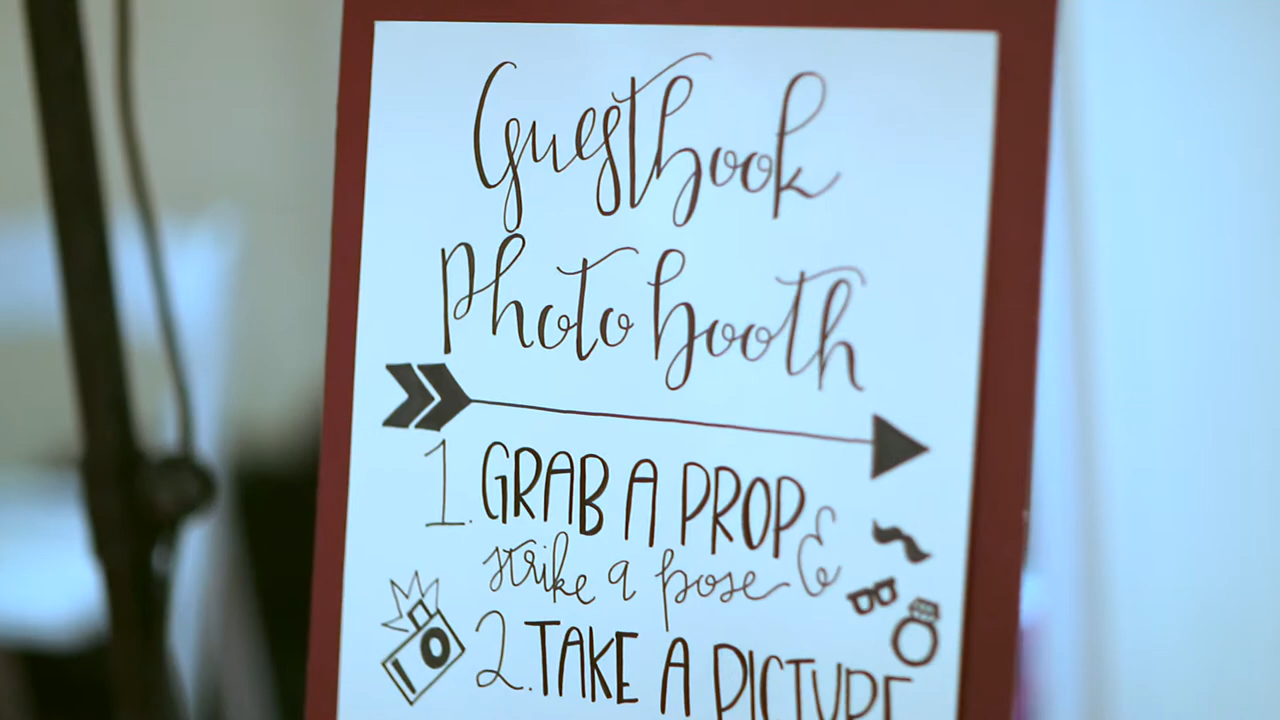 Guestbook
Photobooth
1. GRAB A PROP &
strike a pose
2. TAKE A PICTURE